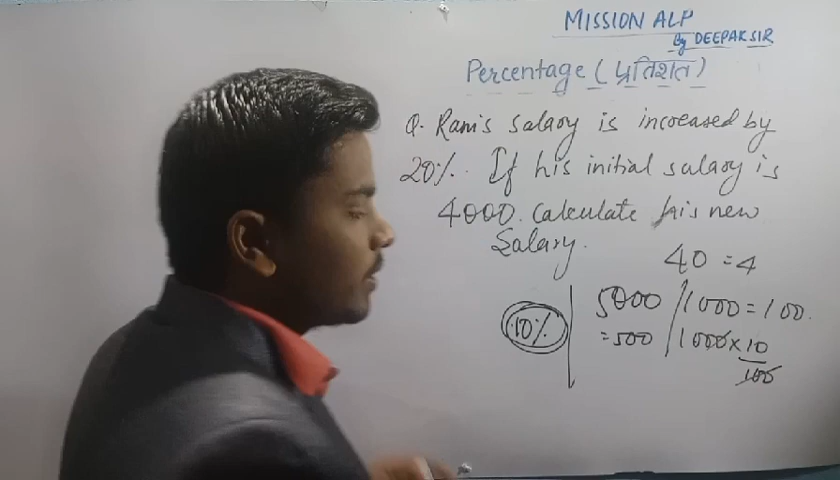 MISSION ALP
By DEEPAK SIR
Percentage (प्रतिशत)
Q. Ram's salary is increased by
20%. If his initial salary is
4000. Calculate his new
Salary.
40 = 4
10% | 5000 / 1000 = 100.
= 500 / 1000 × 10
100